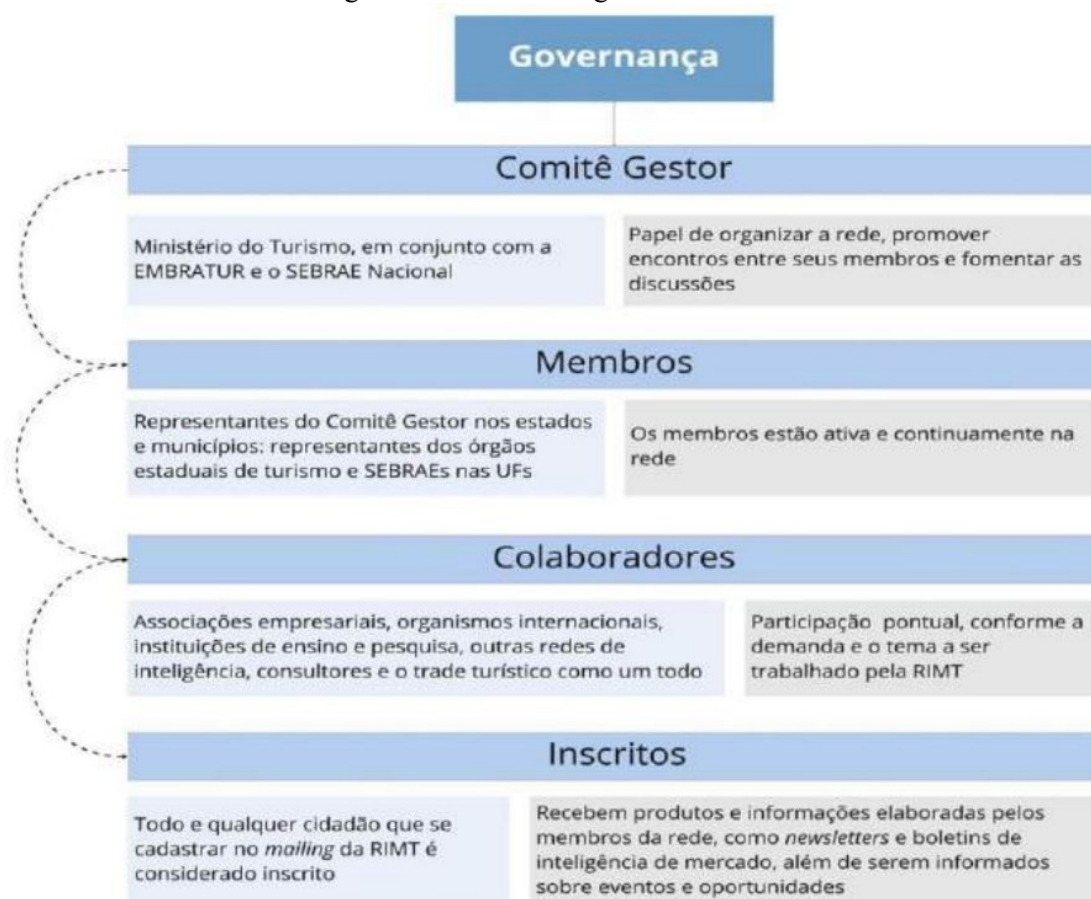 Governança
Comitê Gestor
Ministério do Turismo, em conjunto com a
EMBRATUR e o SEBRAE Nacional
Papel de organizar a rede, promover
encontros entre seus membros e fomentar as
discussões
Membros
Representantes do Comitê Gestor nos estados
e municípios: representantes dos órgãos
estaduais de turismo e SEBRAEs nas UFs
Os membros estão ativa e continuamente na
rede
Colaboradores
Associações empresariais, organismos internacionais,
instituições de ensino e pesquisa, outras redes de
inteligência, consultores e o trade turístico como um todo
Participação pontual, conforme a
demanda e o tema a ser
trabalhado pela RIMT
Inscritos
Todo e qualquer cidadão que se
cadastrar no mailing da RIMT é
considerado inscrito
Recebem produtos e informações elaboradas pelos
membros da rede, como newsletters e boletins de
inteligência de mercado, além de serem informados
sobre eventos e oportunidades